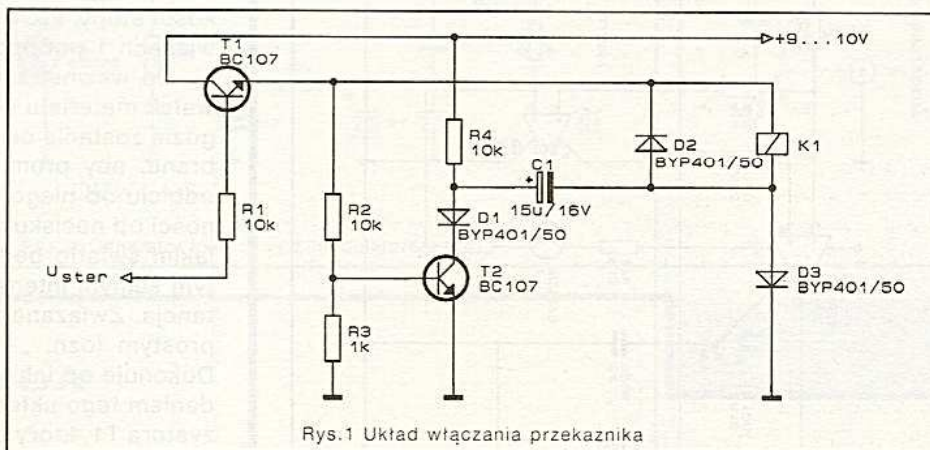 T1
BC107
+9...10V
R4
10k
D2
BYP401/50
K1
C1
+
15u/16V
R1
10k
R2
10k
D1
BYP401/50
D3
BYP401/50
Uster
T2
BC107
R3
1k
Rys.1 Układ włączania przekaznika